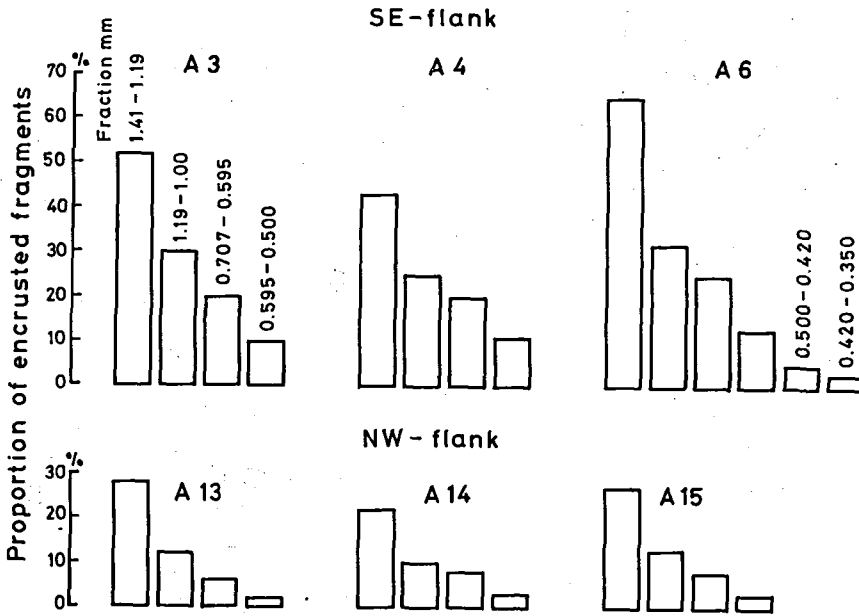 SE-flank
Proportion of encrusted fragments
%
70
60
50
40
30
20
10
0
Fraction mm
A 3
1.41-1.19
1.19-1.00
0.707-0.595
0.595-0.500
A 4
A 6
0.500-0.420
0.420-0.350
NW-flank
%
30
20
10
0
A 13
A 14
A 15